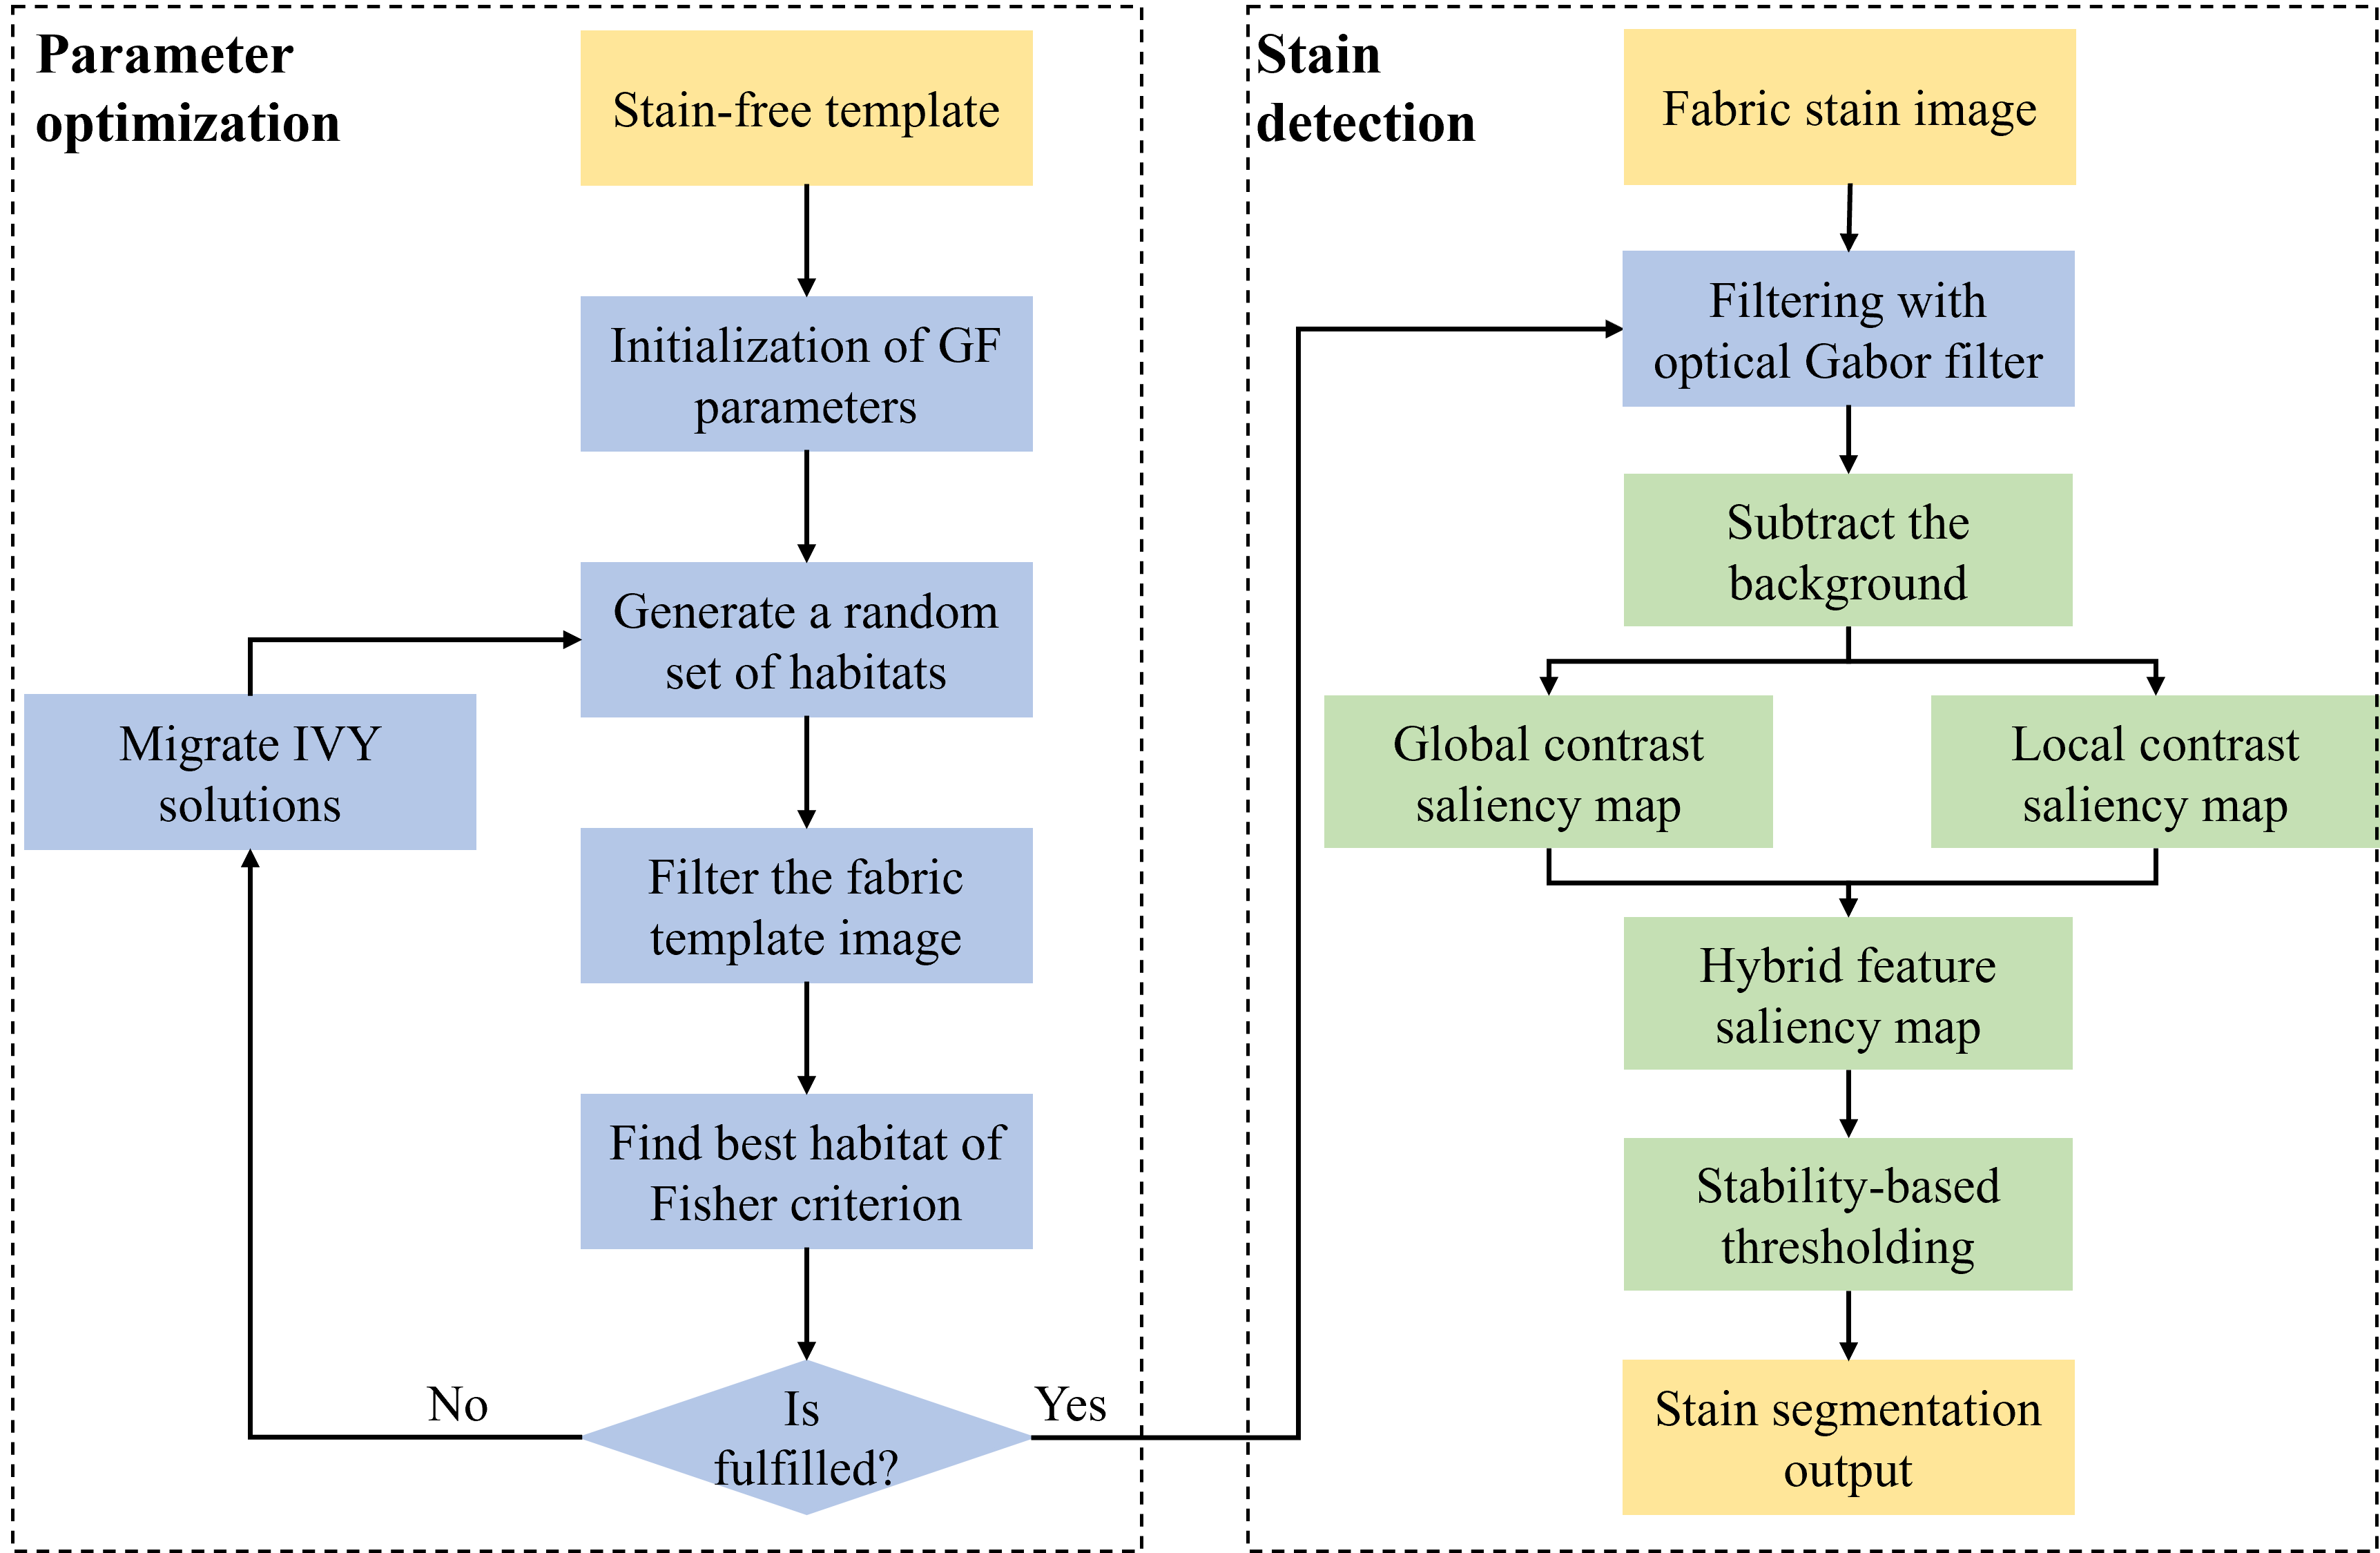 Parameter
optimization
Stain-free template
Initialization of GF
parameters
Generate a random
set of habitats
Migrate IVY
solutions
Filter the fabric
template image
Find best habitat of
Fisher criterion
No
Is
fulfilled?
Yes
Stain
detection
Fabric stain image
Filtering with
optical Gabor filter
Subtract the
background
Global contrast
saliency map
Local contrast
saliency map
Hybrid feature
saliency map
Stability-based
thresholding
Stain segmentation
output